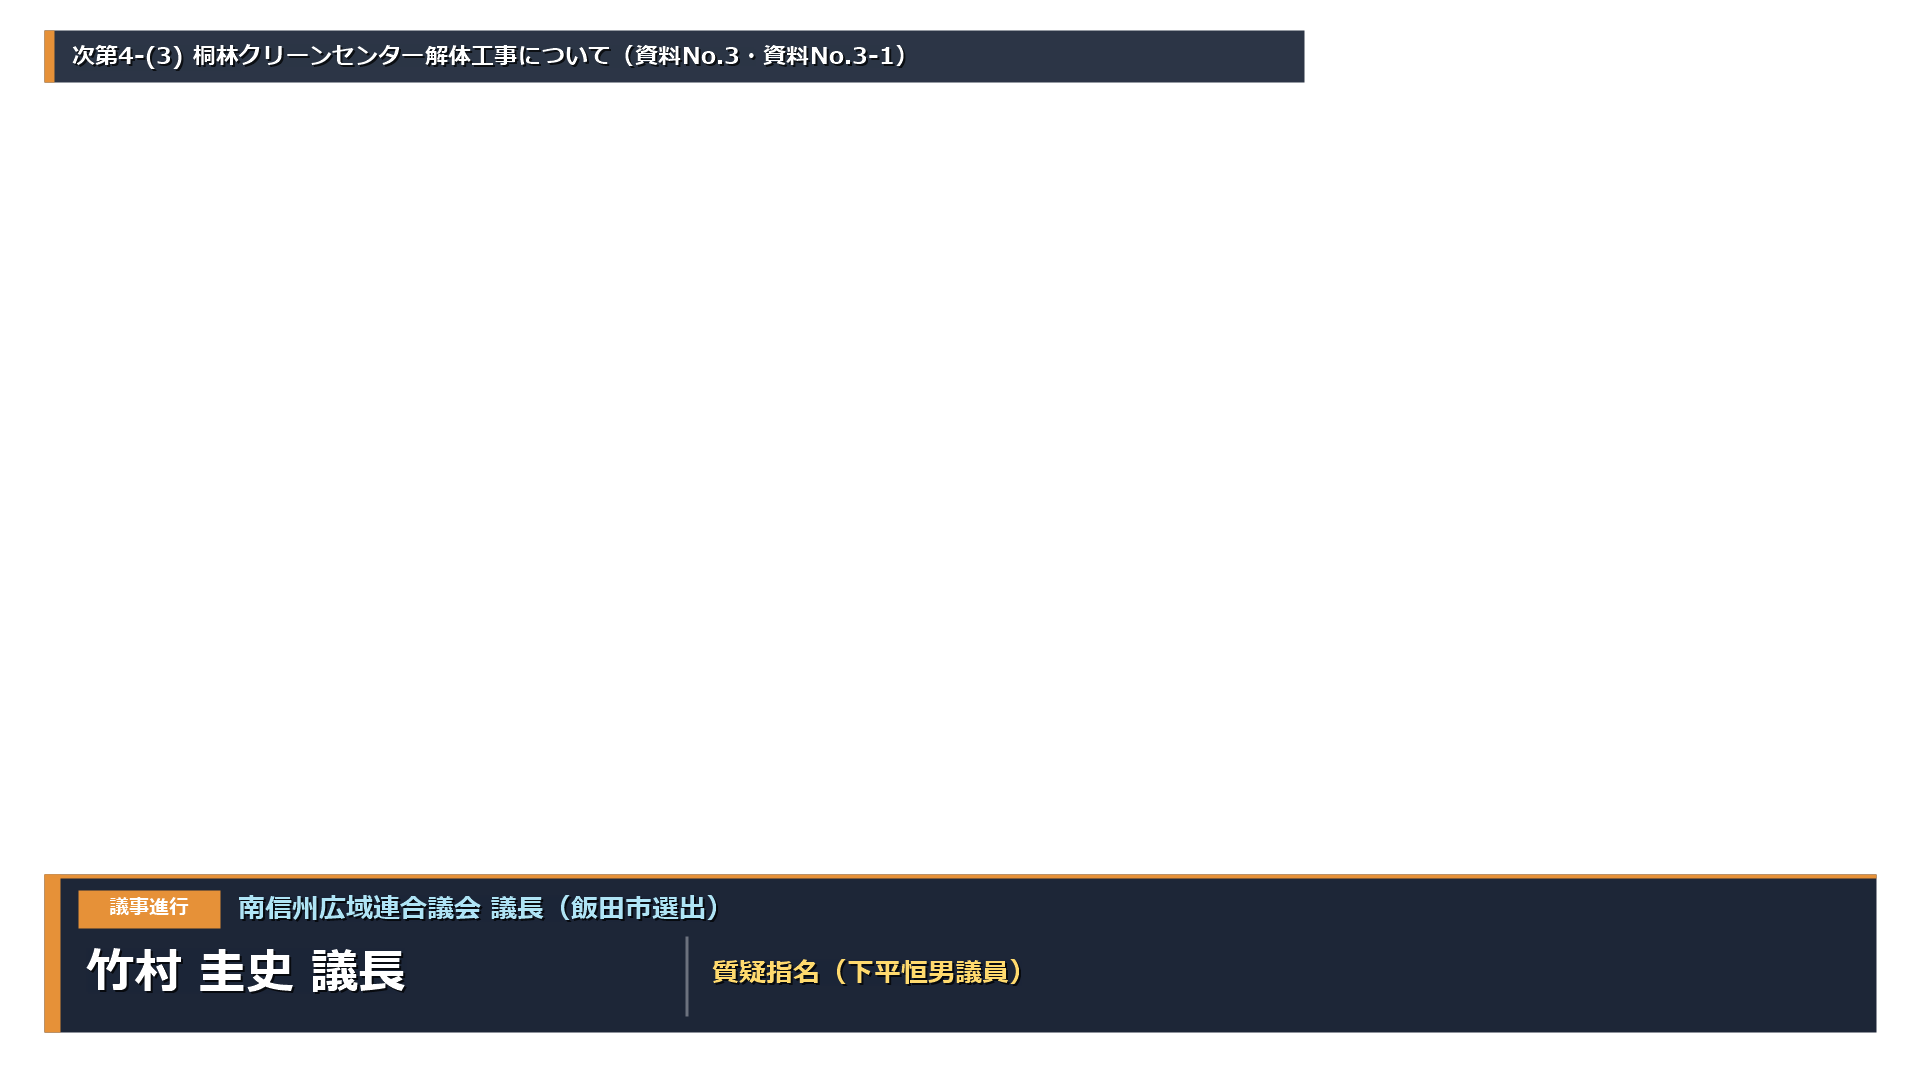 次第4-(3) 桐林クリーンセンター解体工事について（資料No.3・資料No.3-1）
議事進行 南信州広域連合議会 議長（飯田市選出）
竹村 圭史 議長 質疑指名（下平恒男議員）